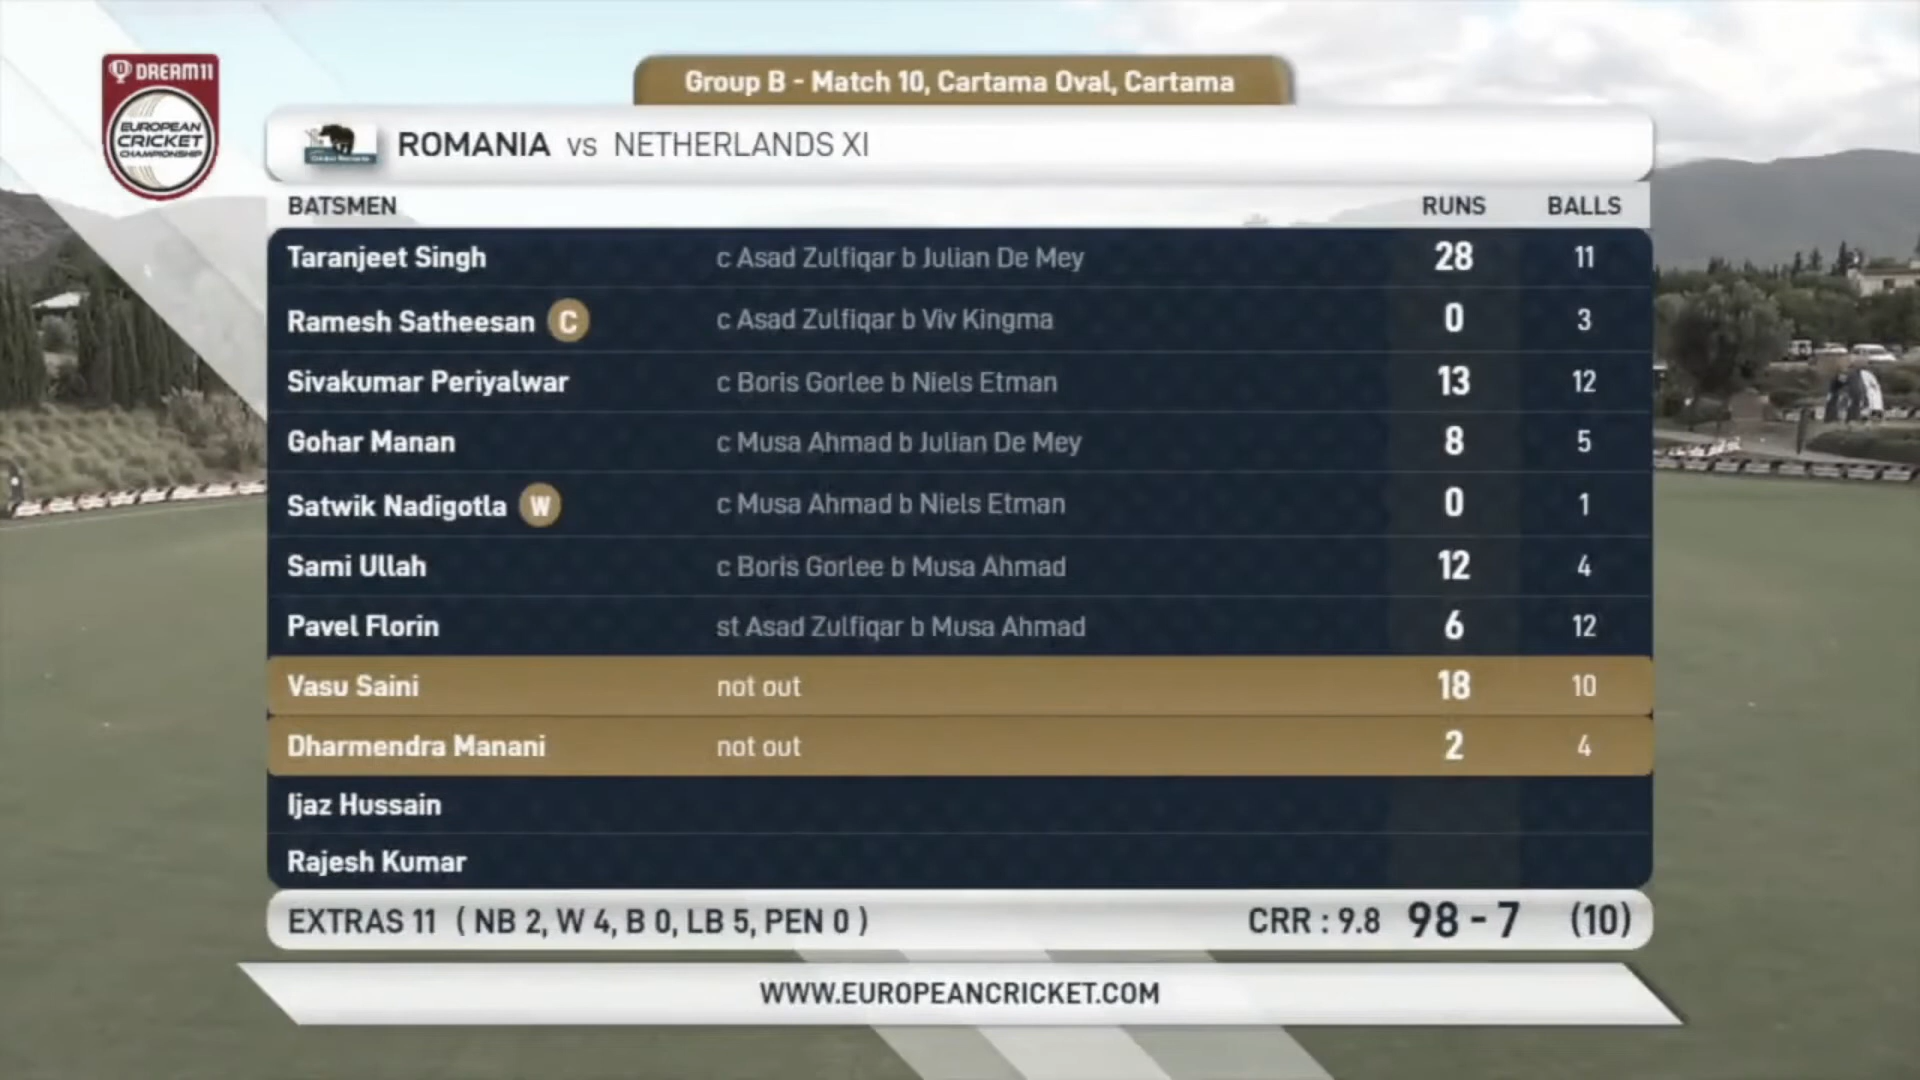 DREAM11
EUROPEAN
CRICKET
CHAMPIONSHIP
Group B - Match 10, Cartama Oval, Cartama
ROMANIA vs NETHERLANDS XI
BATSMEN RUNS BALLS
Taranjeet Singh c Asad Zulfiqar b Julian De Mey 28 11
Ramesh Satheesan C c Asad Zulfiqar b Viv Kingma 0 3
Sivakumar Periyalwar c Boris Gorlee b Niels Etman 13 12
Gohar Manan c Musa Ahmad b Julian De Mey 8 5
Satwik Nadigotla W c Musa Ahmad b Niels Etman 0 1
Sami Ullah c Boris Gorlee b Musa Ahmad 12 4
Pavel Florin st Asad Zulfiqar b Musa Ahmad 6 12
Vasu Saini not out 18 10
Dharmendra Manani not out 2 4
Ijaz Hussain
Rajesh Kumar
EXTRAS 11 ( NB 2, W 4, B 0, LB 5, PEN 0 ) CRR : 9.8 98 - 7 (10)
WWW.EUROPEANCRICKET.COM